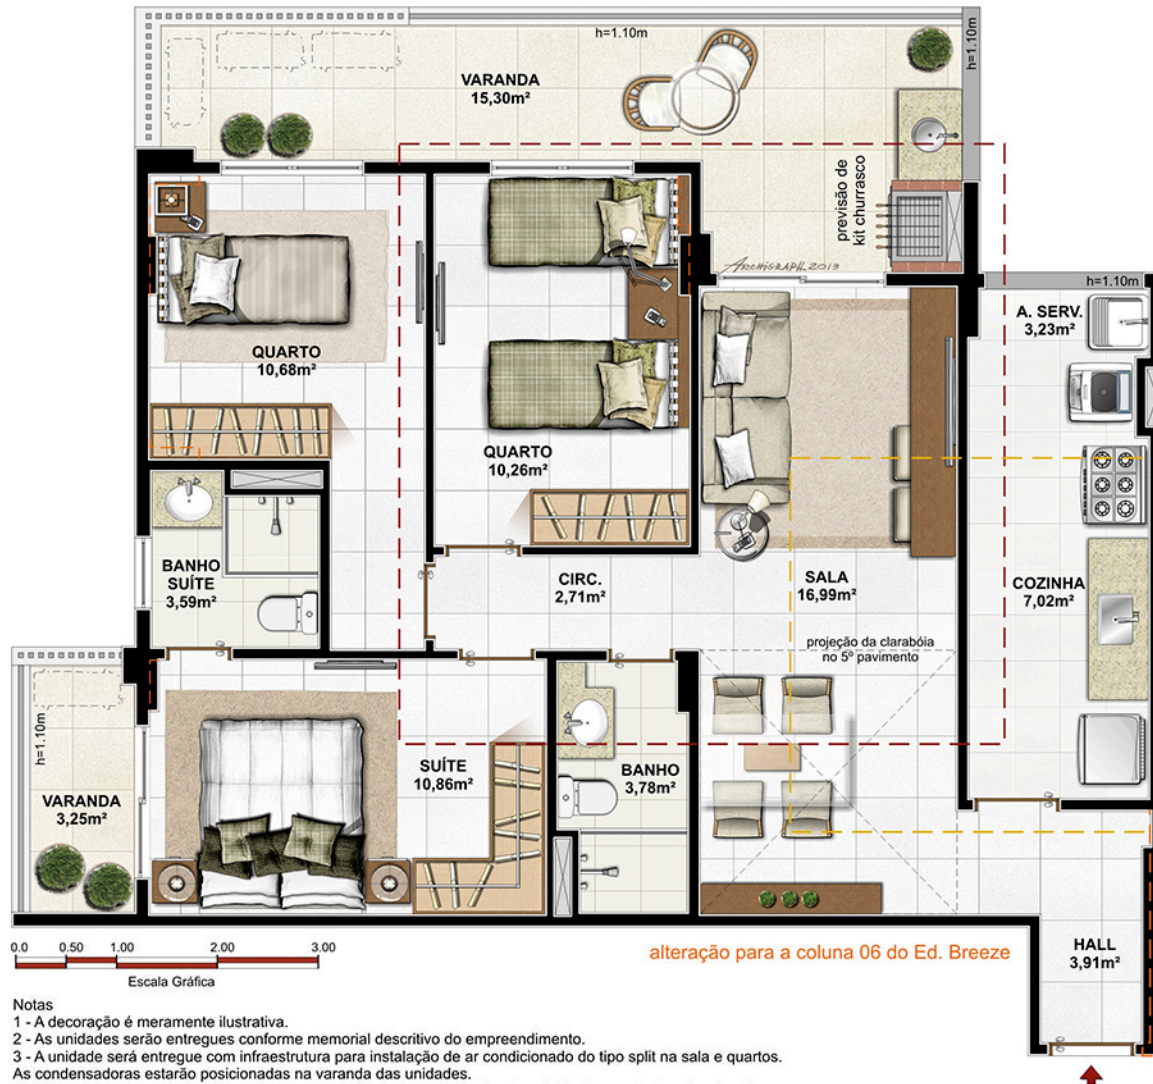 h=1.10m
h=1.10m
VARANDA
15,30m²
previsão de
kit churrasco
ARCHIGRAPH 2013
h=1.10m
A. SERV.
3,23m²
QUARTO
10,68m²
QUARTO
10,26m²
BANHO
SUÍTE
3,59m²
CIRC.
2,71m²
SALA
16,99m²
COZINHA
7,02m²
projeção da clarabóia
no 5º pavimento
h=1.10m
SUÍTE
10,86m²
BANHO
3,78m²
VARANDA
3,25m²
HALL
3,91m²
alteração para a coluna 06 do Ed. Breeze
0.0 0.50 1.00 2.00 3.00
Escala Gráfica
Notas
1 - A decoração é meramente ilustrativa.
2 - As unidades serão entregues conforme memorial descritivo do empreendimento.
3 - A unidade será entregue com infraestrutura para instalação de ar condicionado do tipo split na sala e quartos.
As condensadoras estarão posicionadas na varanda das unidades.